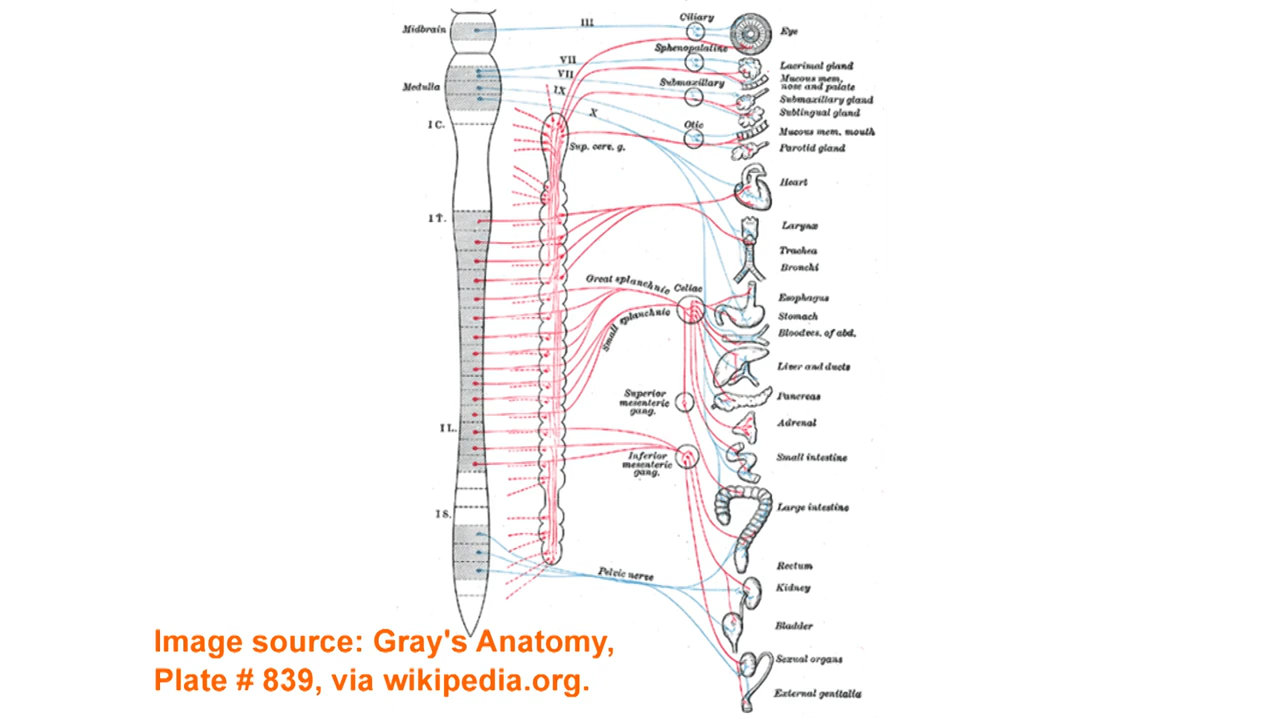 Midbrain
III
Ciliary
Eye
Sphenopalatine
VII
Lacrimal gland
Medulla
VII
Submaxillary
Mucous mem.
nose and palate
IX
Submaxillary gland
X
Sublingual gland
I C.
Otic
Mucous mem. mouth
Sup. cerv. g.
Parotid gland
Heart
I T.
Larynx
Trachea
Bronchi
Great splanchnic
Celiac
Esophagus
Small splanchnic
Stomach
Bloodves. of abd.
Liver and ducts
Superior
mesenteric
gang.
Pancreas
Adrenal
I L.
Inferior
mesenteric
gang.
Small intestine
Large intestine
I S.
Rectum
Pelvic nerve
Kidney
Bladder
Sexual organs
External genitalia
Image source: Gray's Anatomy,
Plate # 839, via wikipedia.org.